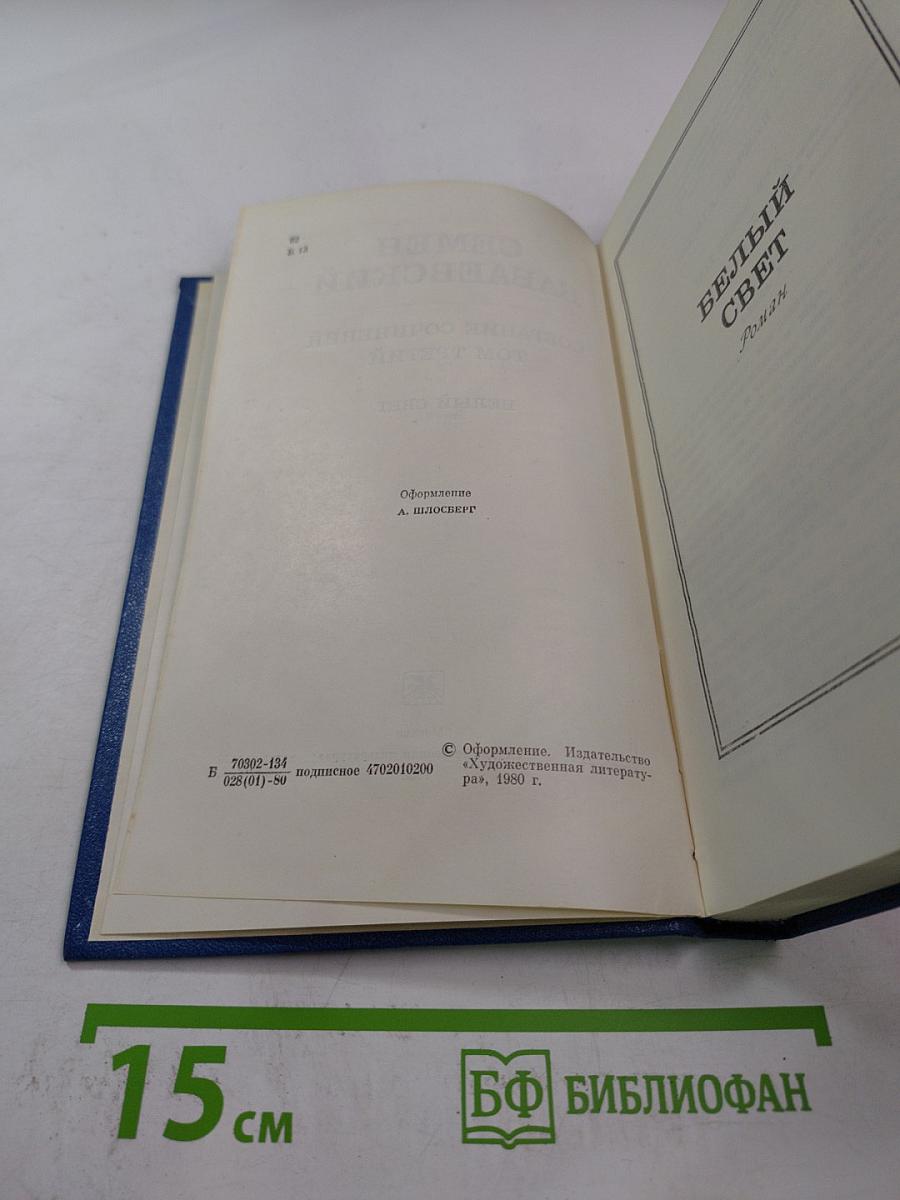 Оформление
А. ШЛОСБЕРГ
Б 70302-134 подписное 4702010200
028(01)-80
© Оформление. Издательство
«Художественная литерату-
ра», 1980 г.
БЕЛЫЙ
СВЕТ
Роман
15 см
БФ БИБЛИОФАН